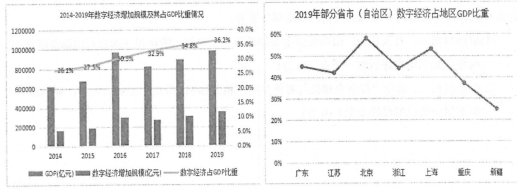 2014-2019年数字经济增加规模及其占GDP比重情况
1200000
1000000
800000
600000
400000
200000
0
40.0%
35.0%
30.0%
25.0%
20.0%
15.0%
10.0%
5.0%
0.0%
26.1%
27.5%
30.3%
32.9%
34.8%
36.2%
2014
2015
2016
2017
2018
2019
GDP(亿元)
数字经济增加规模(亿元)
数字经济占GDP比重
2019年部分省市（自治区）数字经济占地区GDP比重
60%
50%
40%
30%
20%
10%
0%
广东
江苏
北京
浙江
上海
重庆
新疆